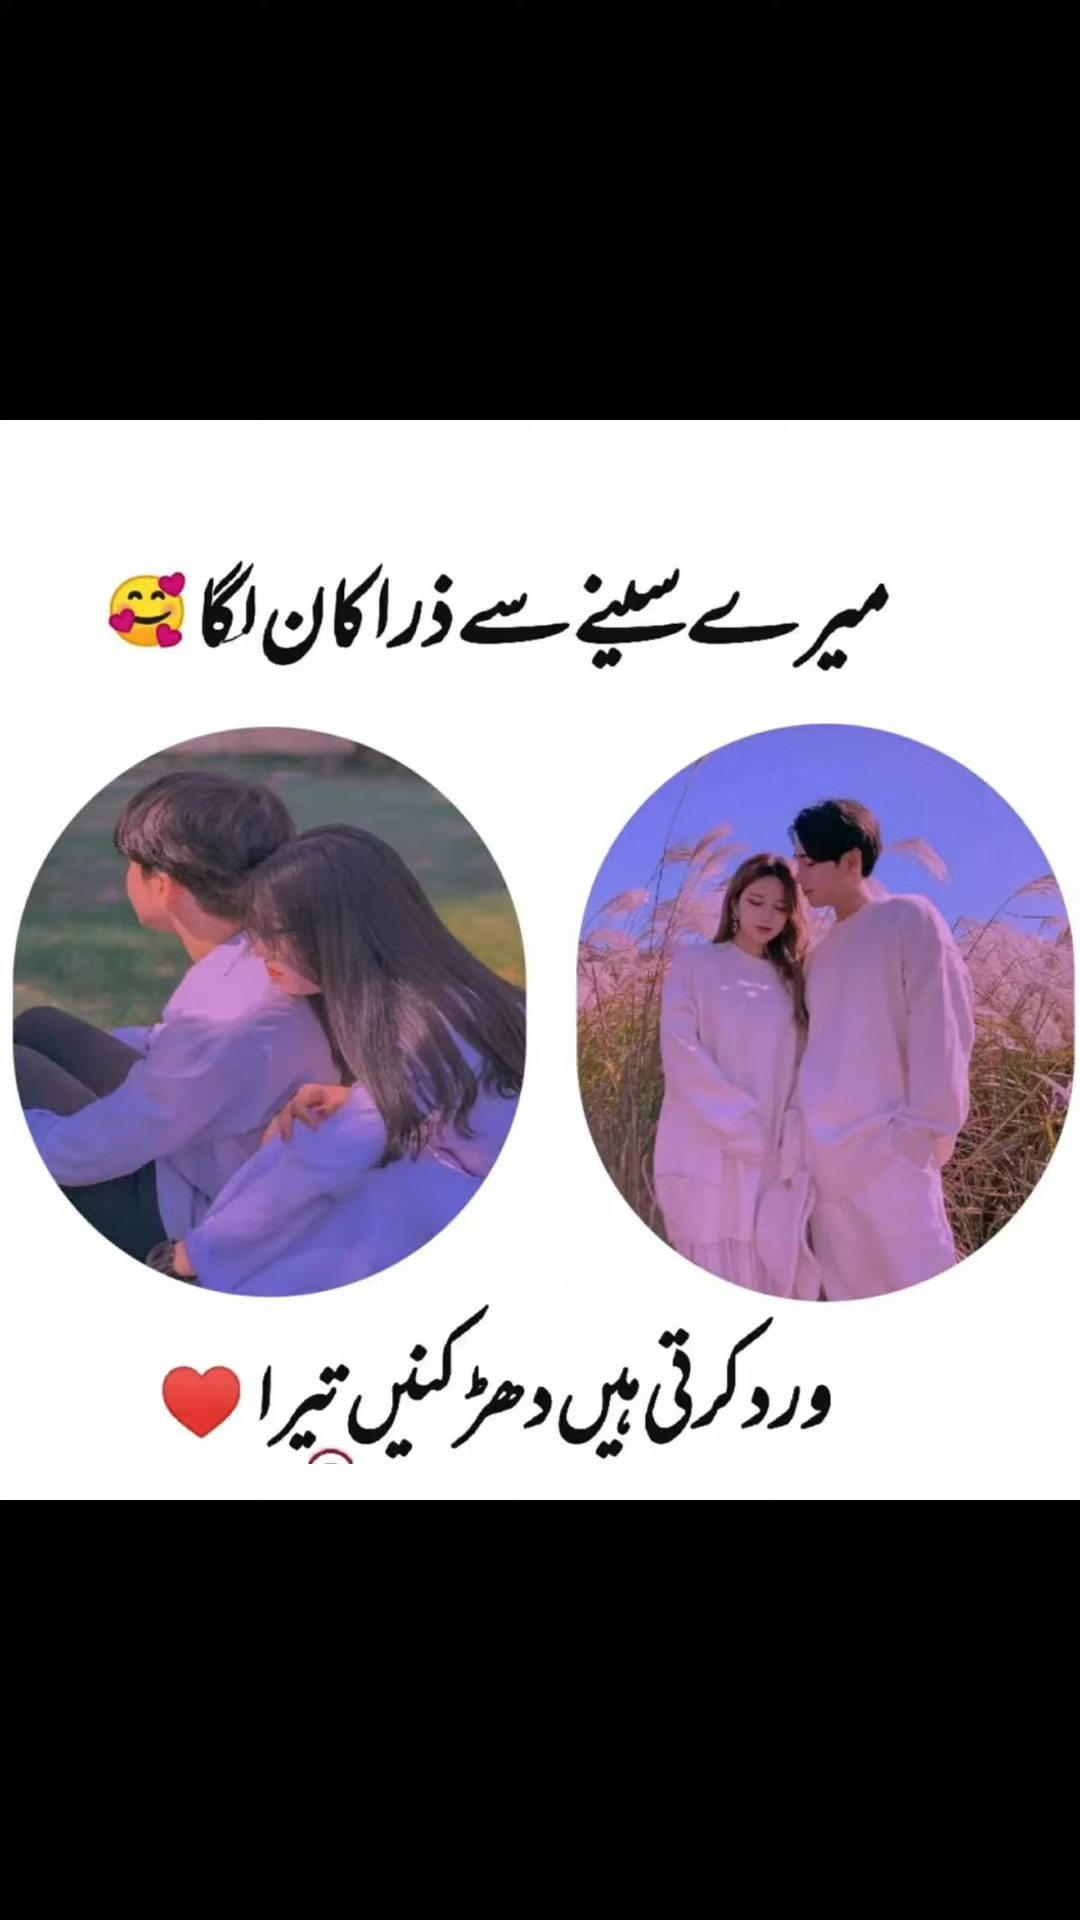 میرے سینے سے ذرا کان لگا 🥰
ورد کرتی ہیں دھڑکنیں تیرا ♥️